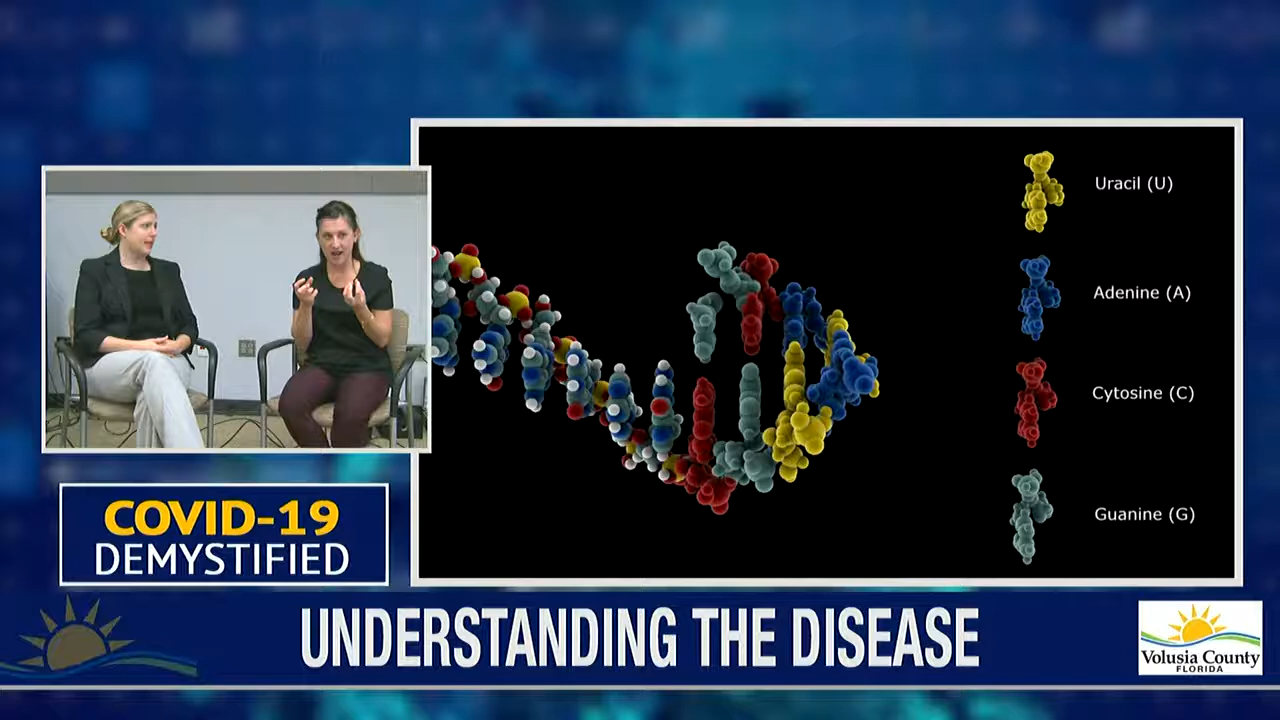 Uracil (U)
Adenine (A)
Cytosine (C)
Guanine (G)
COVID-19
DEMYSTIFIED
UNDERSTANDING THE DISEASE
Volusia County
FLORIDA